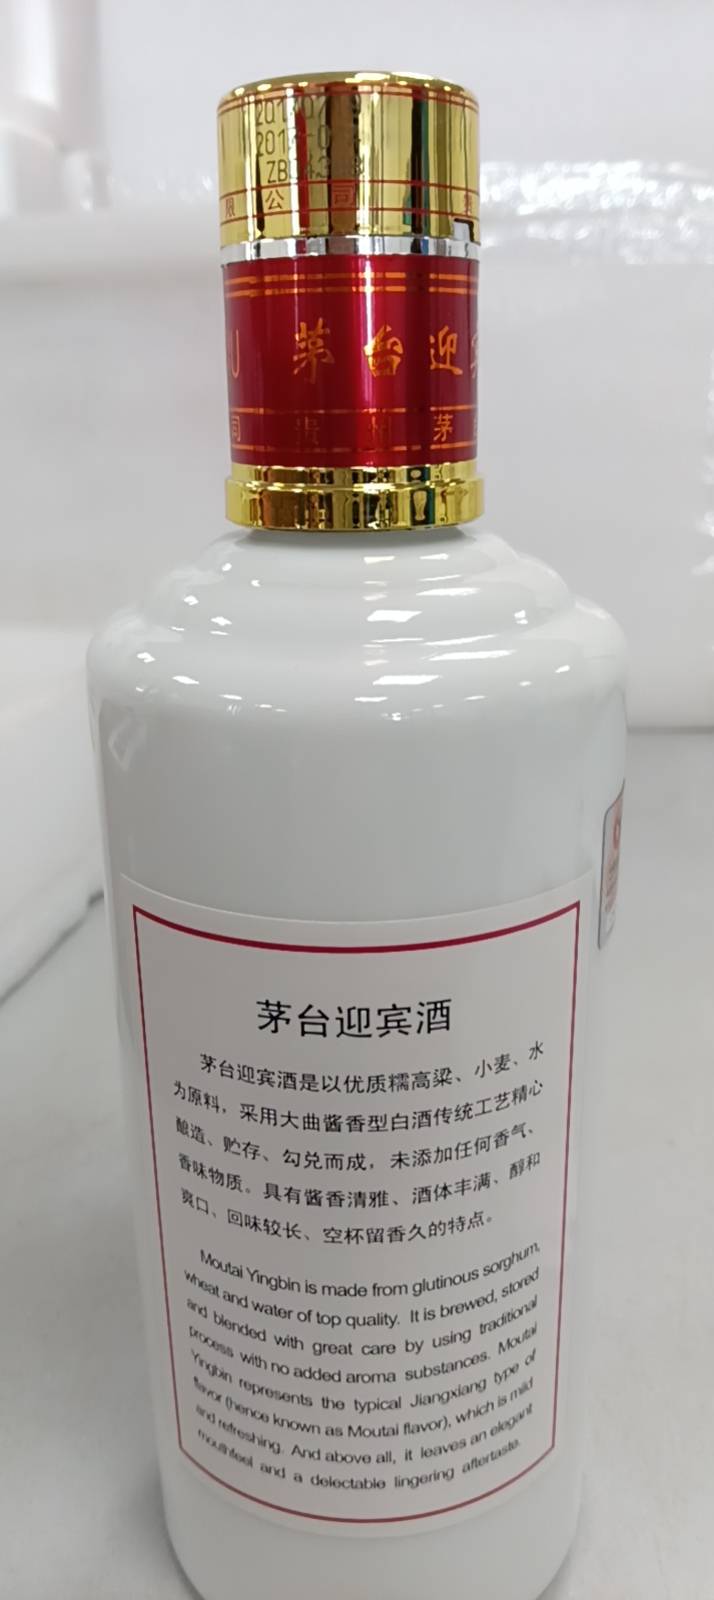 限公司
茅台迎
贵州茅
茅台迎宾酒
茅台迎宾酒是以优质糯高粱、小麦、水
为原料，采用大曲酱香型白酒传统工艺精心
酿造、贮存、勾兑而成，未添加任何香气、
香味物质。具有酱香清雅、酒体丰满、醇和
爽口、回味较长、空杯留香久的特点。
Moutai Yingbin is made from glutinous sorghum,
wheat and water of top quality. It is brewed, stored
and blended with great care by using traditional
process with no added aroma substances. Moutai
Yingbin represents the typical Jiangxiang type of
flavor (hence known as Moutai flavor), which is mild
and refreshing. And above all, it leaves an elegant
mouthfeel and a delectable lingering aftertaste.